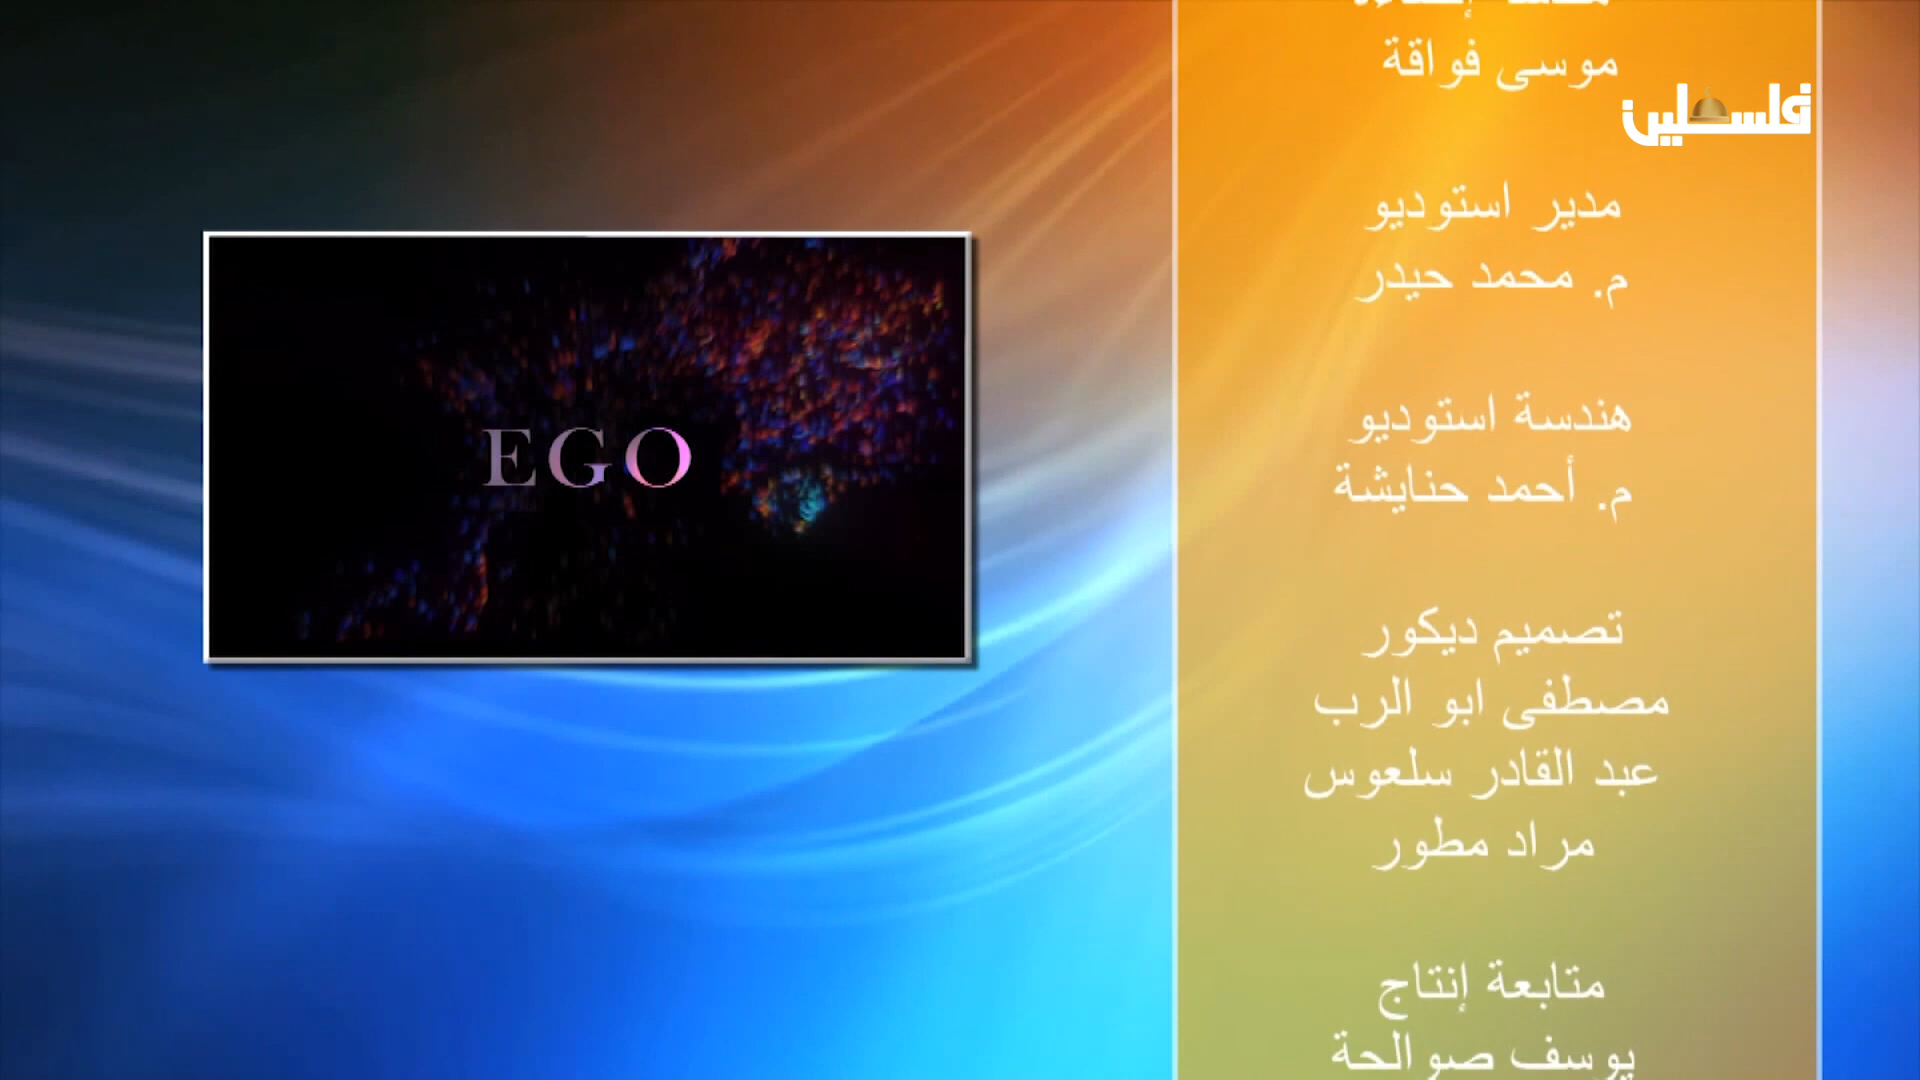 موسى فواقة
فلسطين
مدير استوديو
م. محمد حيدر
هندسة استوديو
م. أحمد حنايشة
تصميم ديكور
مصطفى ابو الرب
عبد القادر سلعوس
مراد مطور
متابعة إنتاج
يوسف صوالحة
EGO